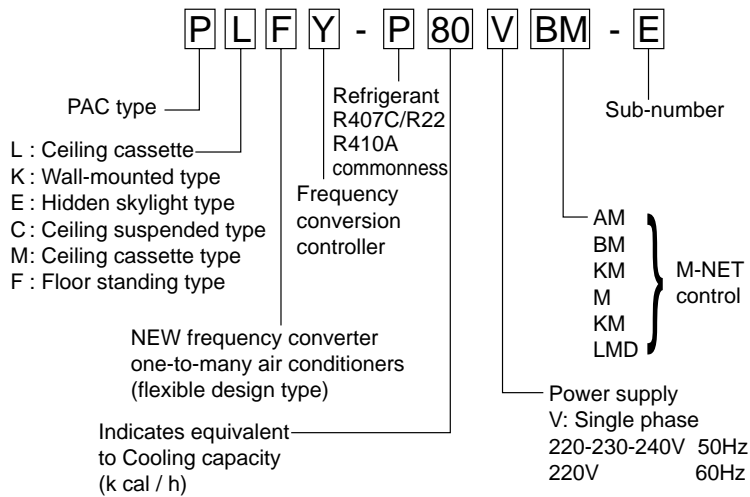 P L F Y - P 80 V BM - E
PAC type
Refrigerant
R407C/R22
R410A
commonness
Sub-number
L : Ceiling cassette
K : Wall-mounted type
E : Hidden skylight type
C : Ceiling suspended type
M: Ceiling cassette type
F : Floor standing type
Frequency
conversion
controller
AM
BM
KM
M
KM
LMD
M-NET
control
NEW frequency converter
one-to-many air conditioners
(flexible design type)
Power supply
V: Single phase
220-230-240V 50Hz
220V 60Hz
Indicates equivalent
to Cooling capacity
(k cal / h)